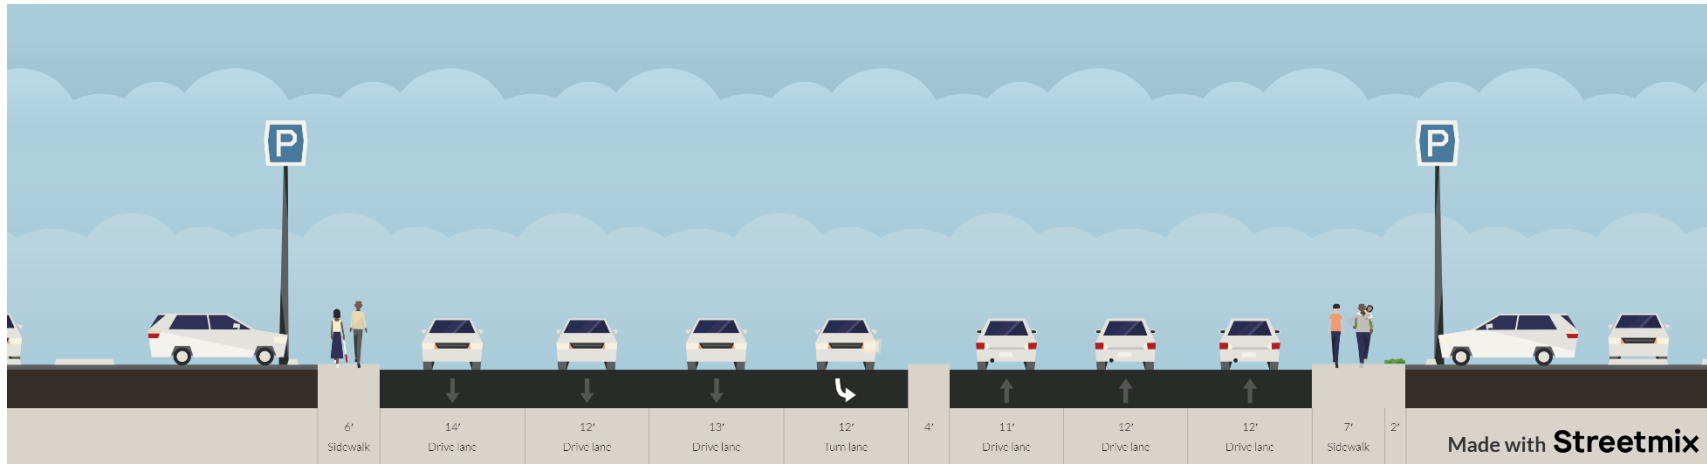 P
P
6'
14'
12'
13'
12'
4'
11'
12'
12'
7'
2'
Sidewalk
Drive lane
Drive lane
Drive lane
Turn lane
Drive lane
Drive lane
Drive lane
Sidewalk
Made with Streetmix